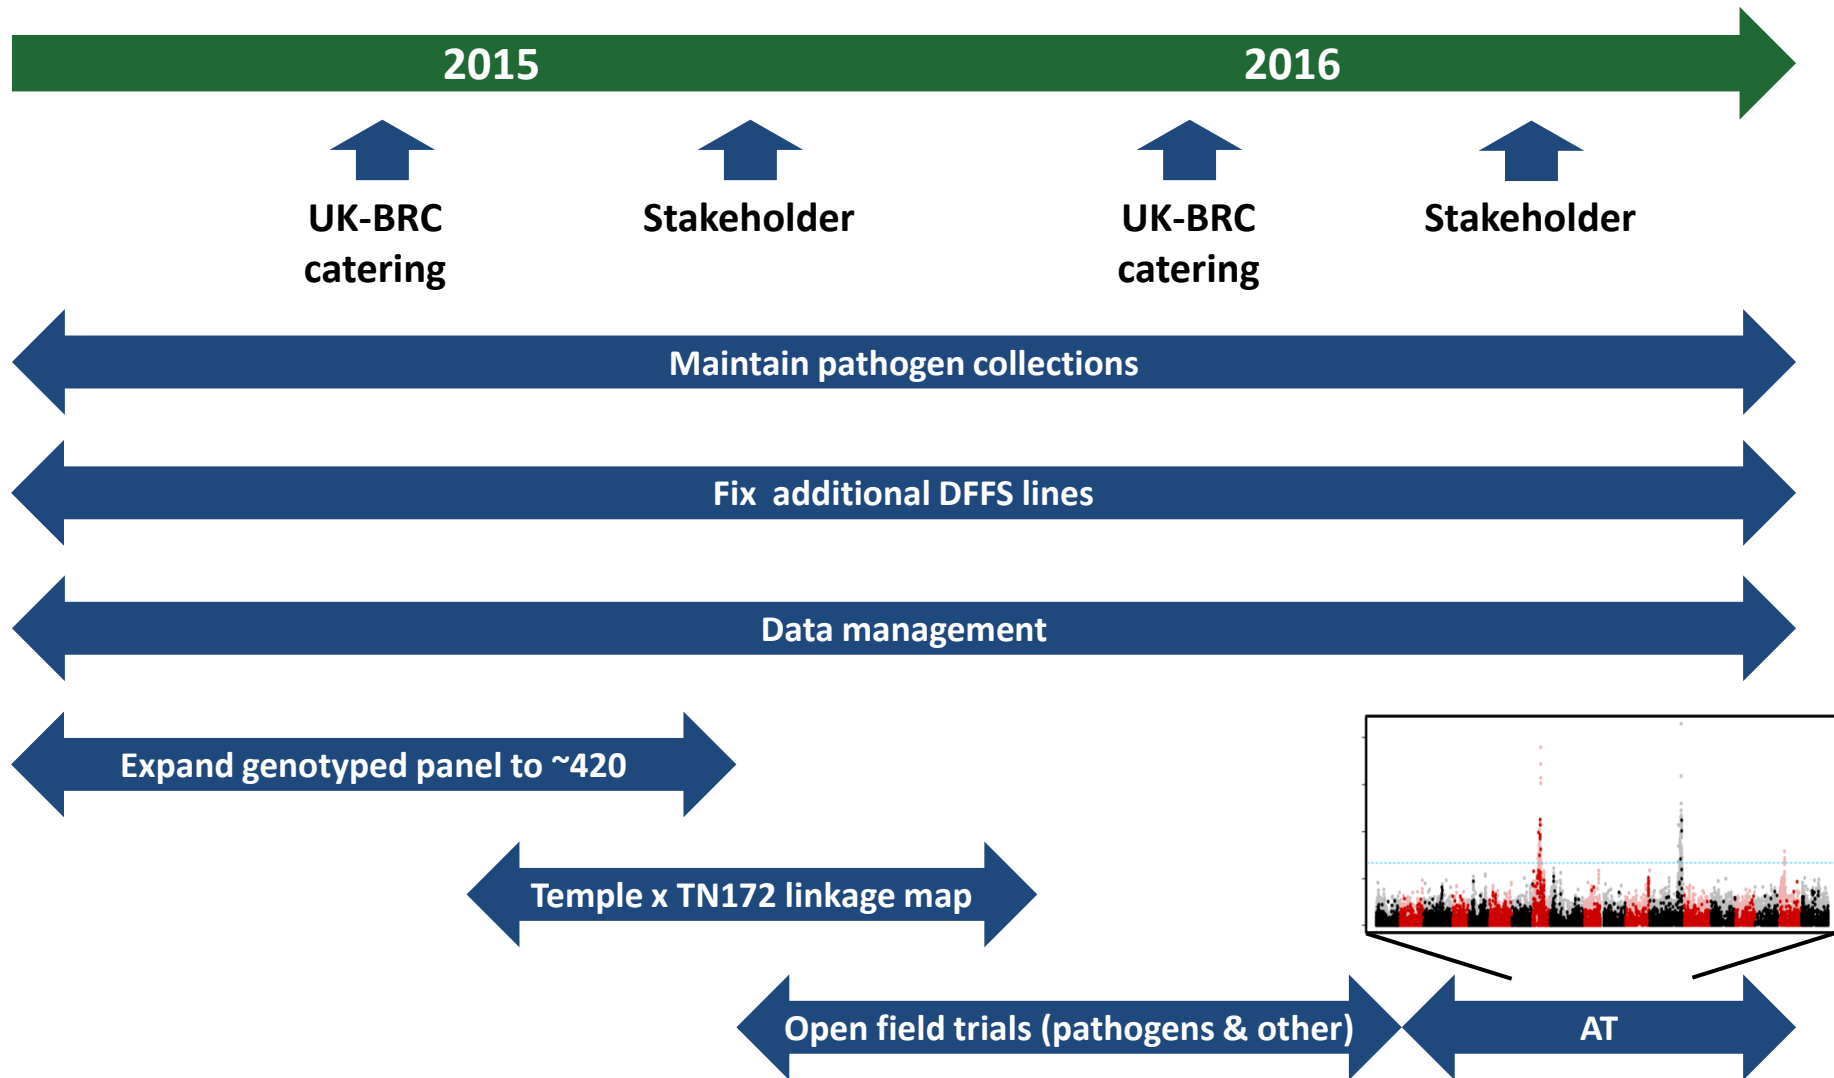 2015 2016
UK-BRC Stakeholder UK-BRC Stakeholder
catering catering
Maintain pathogen collections
Fix  additional DFFS lines
Data management
Expand genotyped panel to ~420
Temple x TN172 linkage map
Open field trials (pathogens & other) AT